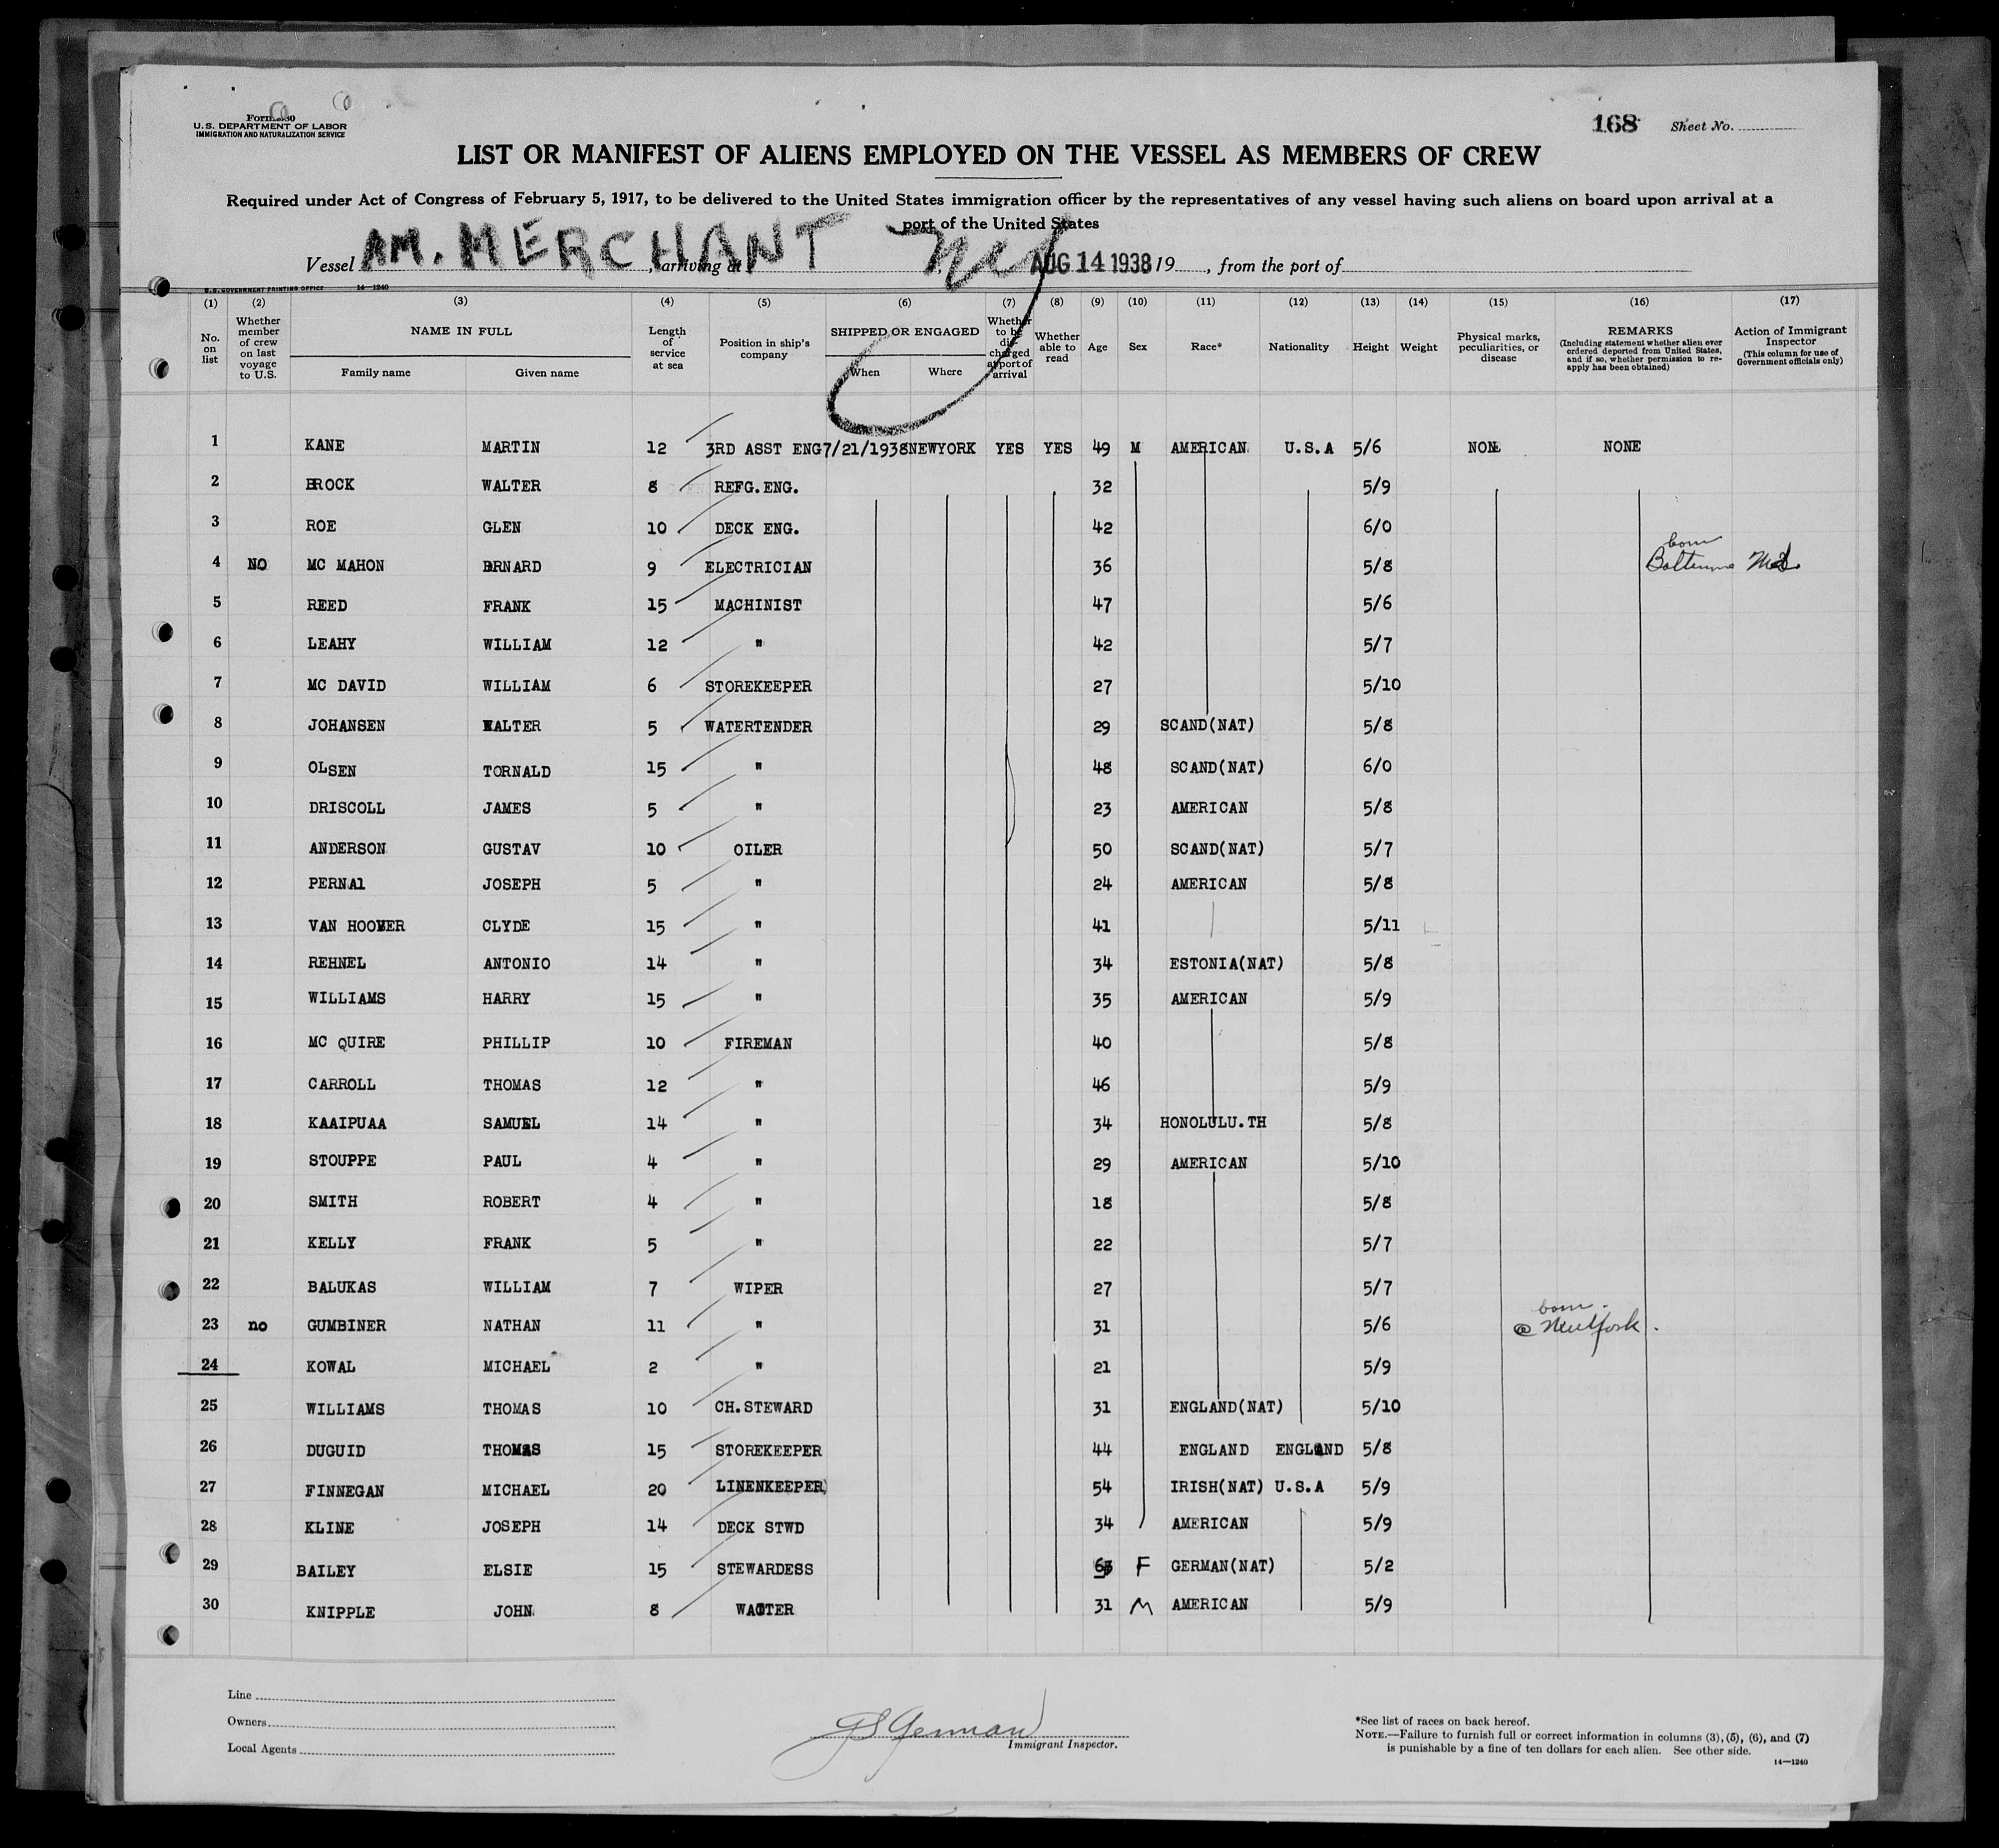 U.S. DEPARTMENT OF LABOR
IMMIGRATION AND NATURALIZATION SERVICE
168 Sheet No.
LIST OR MANIFEST OF ALIENS EMPLOYED ON THE VESSEL AS MEMBERS OF CREW
Required under Act of Congress of February 5, 1917, to be delivered to the United States immigration officer by the representatives of any vessel having such aliens on board upon arrival at a
port of the United States
Vessel AM. MERCHANT , arriving at AUG 14 1938 19 , from the port of
U.S. GOVERNMENT PRINTING OFFICE 14—1240
(1) (2) (3) (4) (5) (6) (7) (8) (9) (10) (11) (12) (13) (14) (15) (16) (17)
No. on list
Whether member of crew on last voyage to U.S.
NAME IN FULL
Family name Given name
Length of service at sea
Position in ship's company
SHIPPED OR ENGAGED
When Where
Whether to be discharged at port of arrival
Whether able to read
Age
Sex
Race*
Nationality
Height
Weight
Physical marks, peculiarities, or disease
REMARKS
(Including statement whether alien ever ordered deported from United States, and if so, whether permission to reapply has been obtained)
Action of Immigrant Inspector
(This column for use of Government officials only)
1 KANE MARTIN 12 3RD ASST ENG 7/21/1938 NEWYORK YES YES 49 M AMERICAN U.S.A 5/6 NONE NONE
2 BROCK WALTER 8 REFG.ENG. 32 5/9
3 ROE GLEN 10 DECK ENG. 42 6/0
4 NO MC MAHON BRNARD 9 ELECTRICIAN 36 5/8 born Baltimore Md.
5 REED FRANK 15 MACHINIST 47 5/6
6 LEAHY WILLIAM 12 " 42 5/7
7 MC DAVID WILLIAM 6 STOREKEEPER 27 5/10
8 JOHANSEN WALTER 5 WATERTENDER 29 SCAND(NAT) 5/8
9 OLSEN TORNALD 15 " 48 SCAND(NAT) 6/0
10 DRISCOLL JAMES 5 " 23 AMERICAN 5/8
11 ANDERSON GUSTAV 10 OILER 50 SCAND(NAT) 5/7
12 PERNAl JOSEPH 5 " 24 AMERICAN 5/8
13 VAN HOOVER CLYDE 15 " 41 5/11
14 REHNEL ANTONIO 14 " 34 ESTONIA(NAT) 5/8
15 WILLIAMS HARRY 15 " 35 AMERICAN 5/9
16 MC QUIRE PHILLIP 10 FIREMAN 40 5/8
17 CARROLL THOMAS 12 " 46 5/9
18 KAAIPUAA SAMUEL 14 " 34 HONOLULU.TH 5/8
19 STOUPPE PAUL 4 " 29 AMERICAN 5/10
20 SMITH ROBERT 4 " 18 5/8
21 KELLY FRANK 5 " 22 5/7
22 BALUKAS WILLIAM 7 WIPER 27 5/7
23 no GUMBINER NATHAN 11 " 31 5/6 born @ New York.
24 KOWAL MICHAEL 2 " 21 5/9
25 WILLIAMS THOMAS 10 CH.STEWARD 31 ENGLAND(NAT) 5/10
26 DUGUID THOMAS 15 STOREKEEPER 44 ENGLAND ENGLAND 5/8
27 FINNEGAN MICHAEL 20 LINENKEEPER 54 IRISH(NAT) U.S.A 5/9
28 KLINE JOSEPH 14 DECK STWD 34 AMERICAN 5/9
29 BAILEY ELSIE 15 STEWARDESS F GERMAN(NAT) 5/2
30 KNIPPLE JOHN 8 WAITER 31 M AMERICAN 5/9
Line
Owners
Local Agents
Immigrant Inspector.
*See list of races on back hereof.
NOTE.—Failure to furnish full or correct information in columns (3), (5), (6), and (7)
is punishable by a fine of ten dollars for each alien. See other side.
14—1240